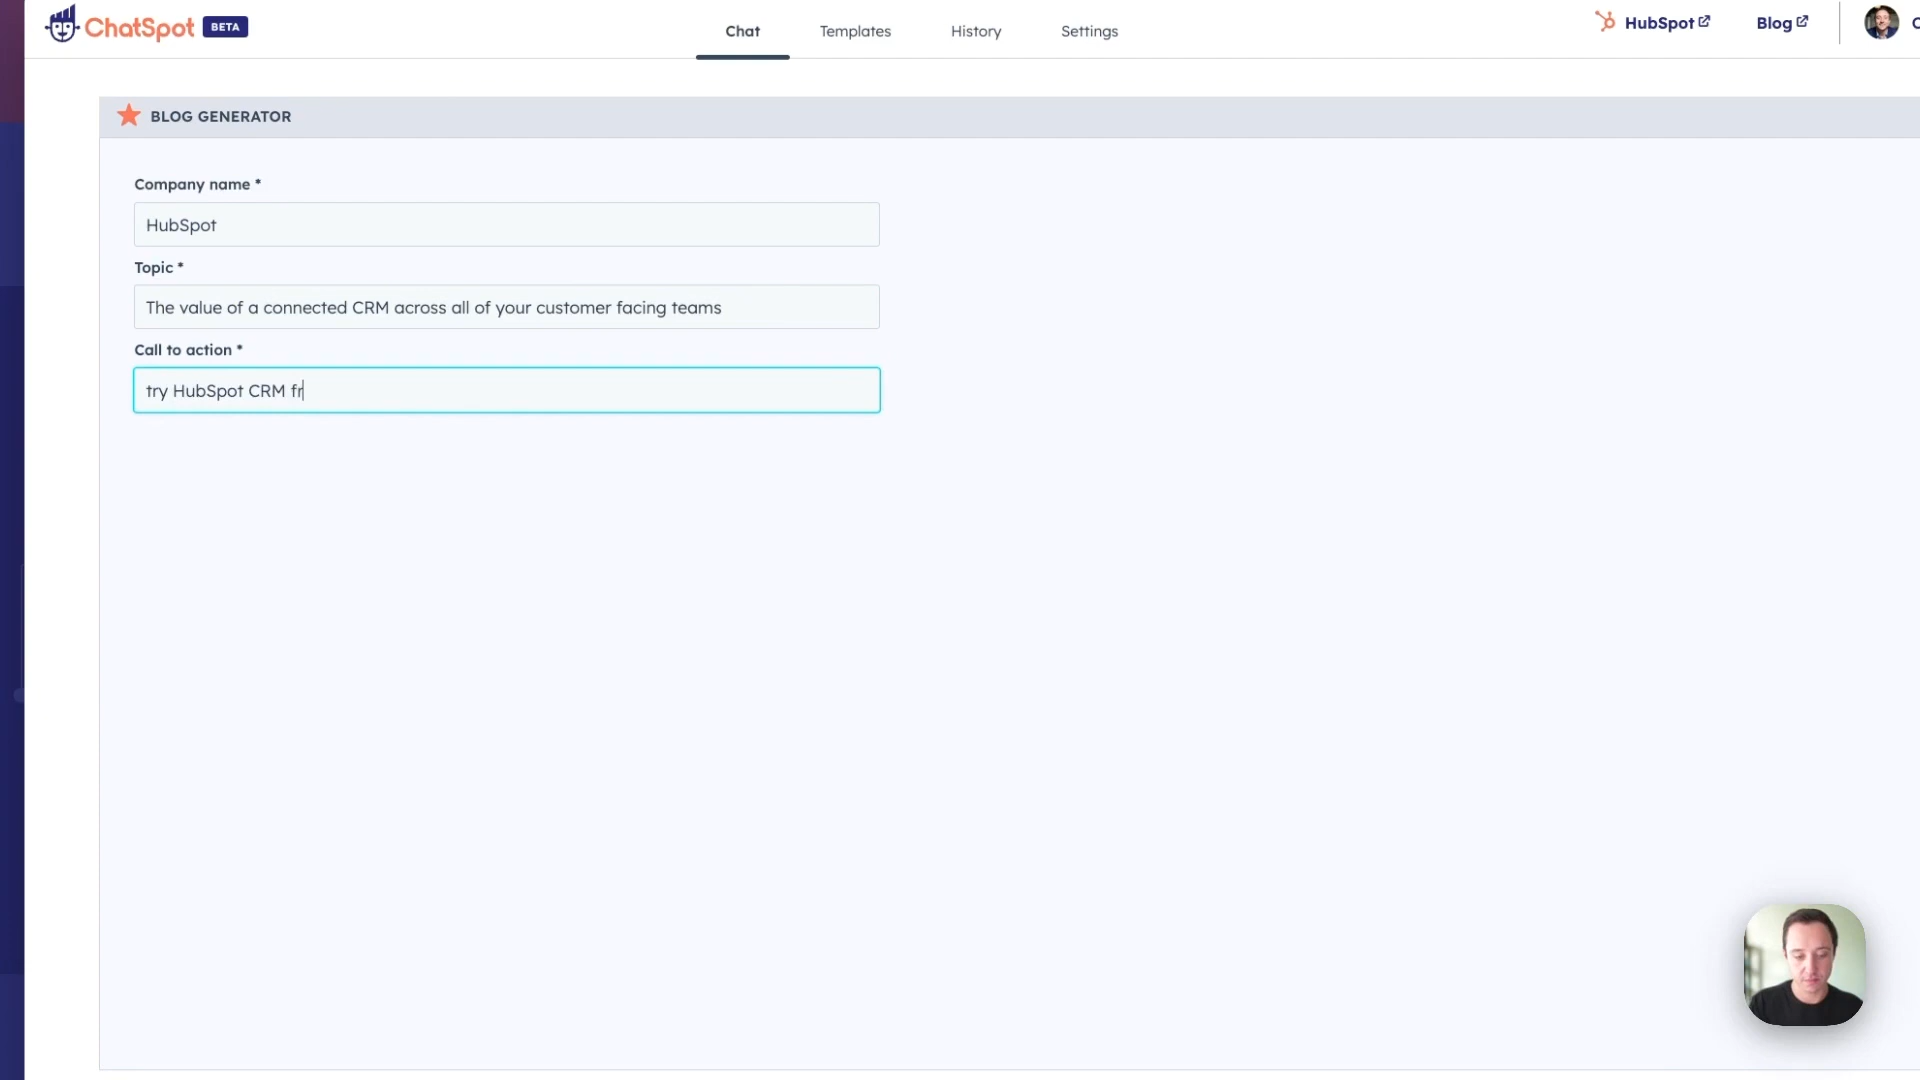 ChatSpot BETA
Chat
Templates
History
Settings
HubSpot
Blog
BLOG GENERATOR
Company name *
HubSpot
Topic *
The value of a connected CRM across all of your customer facing teams
Call to action *
try HubSpot CRM fr